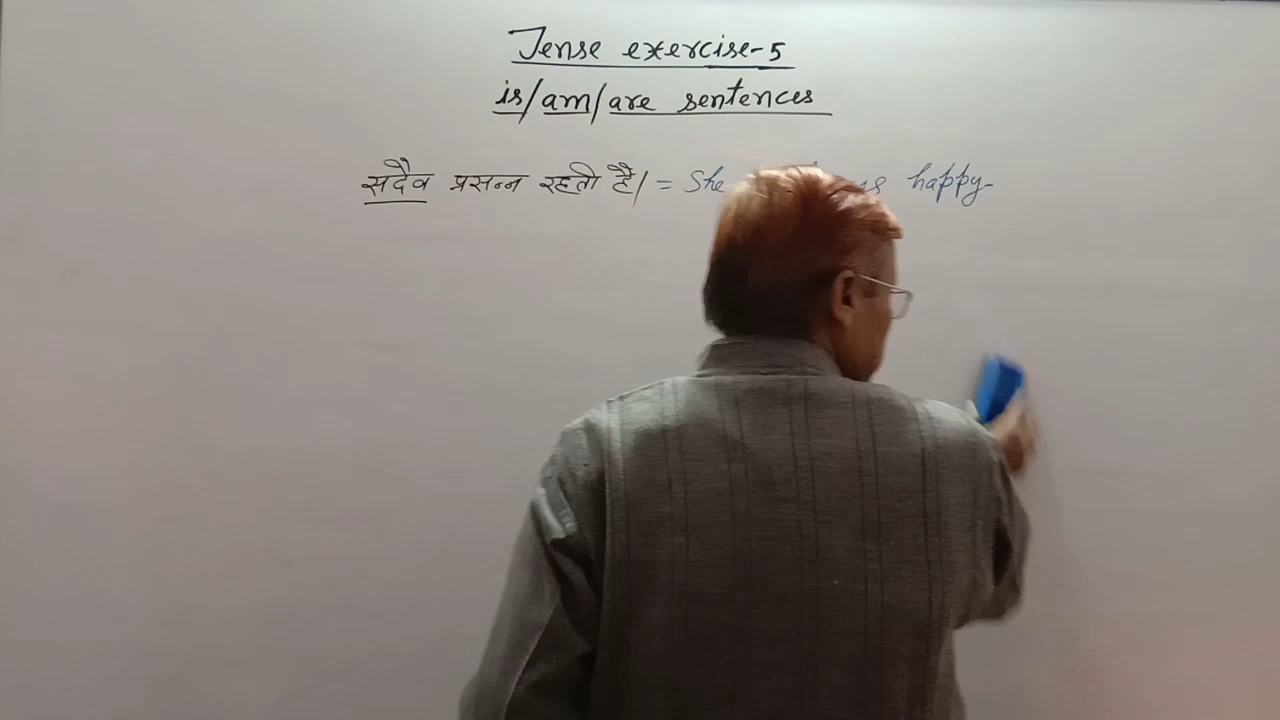 Tense exercise-5
is/am/are sentences
सदैव प्रसन्न रहती है। = She happy-